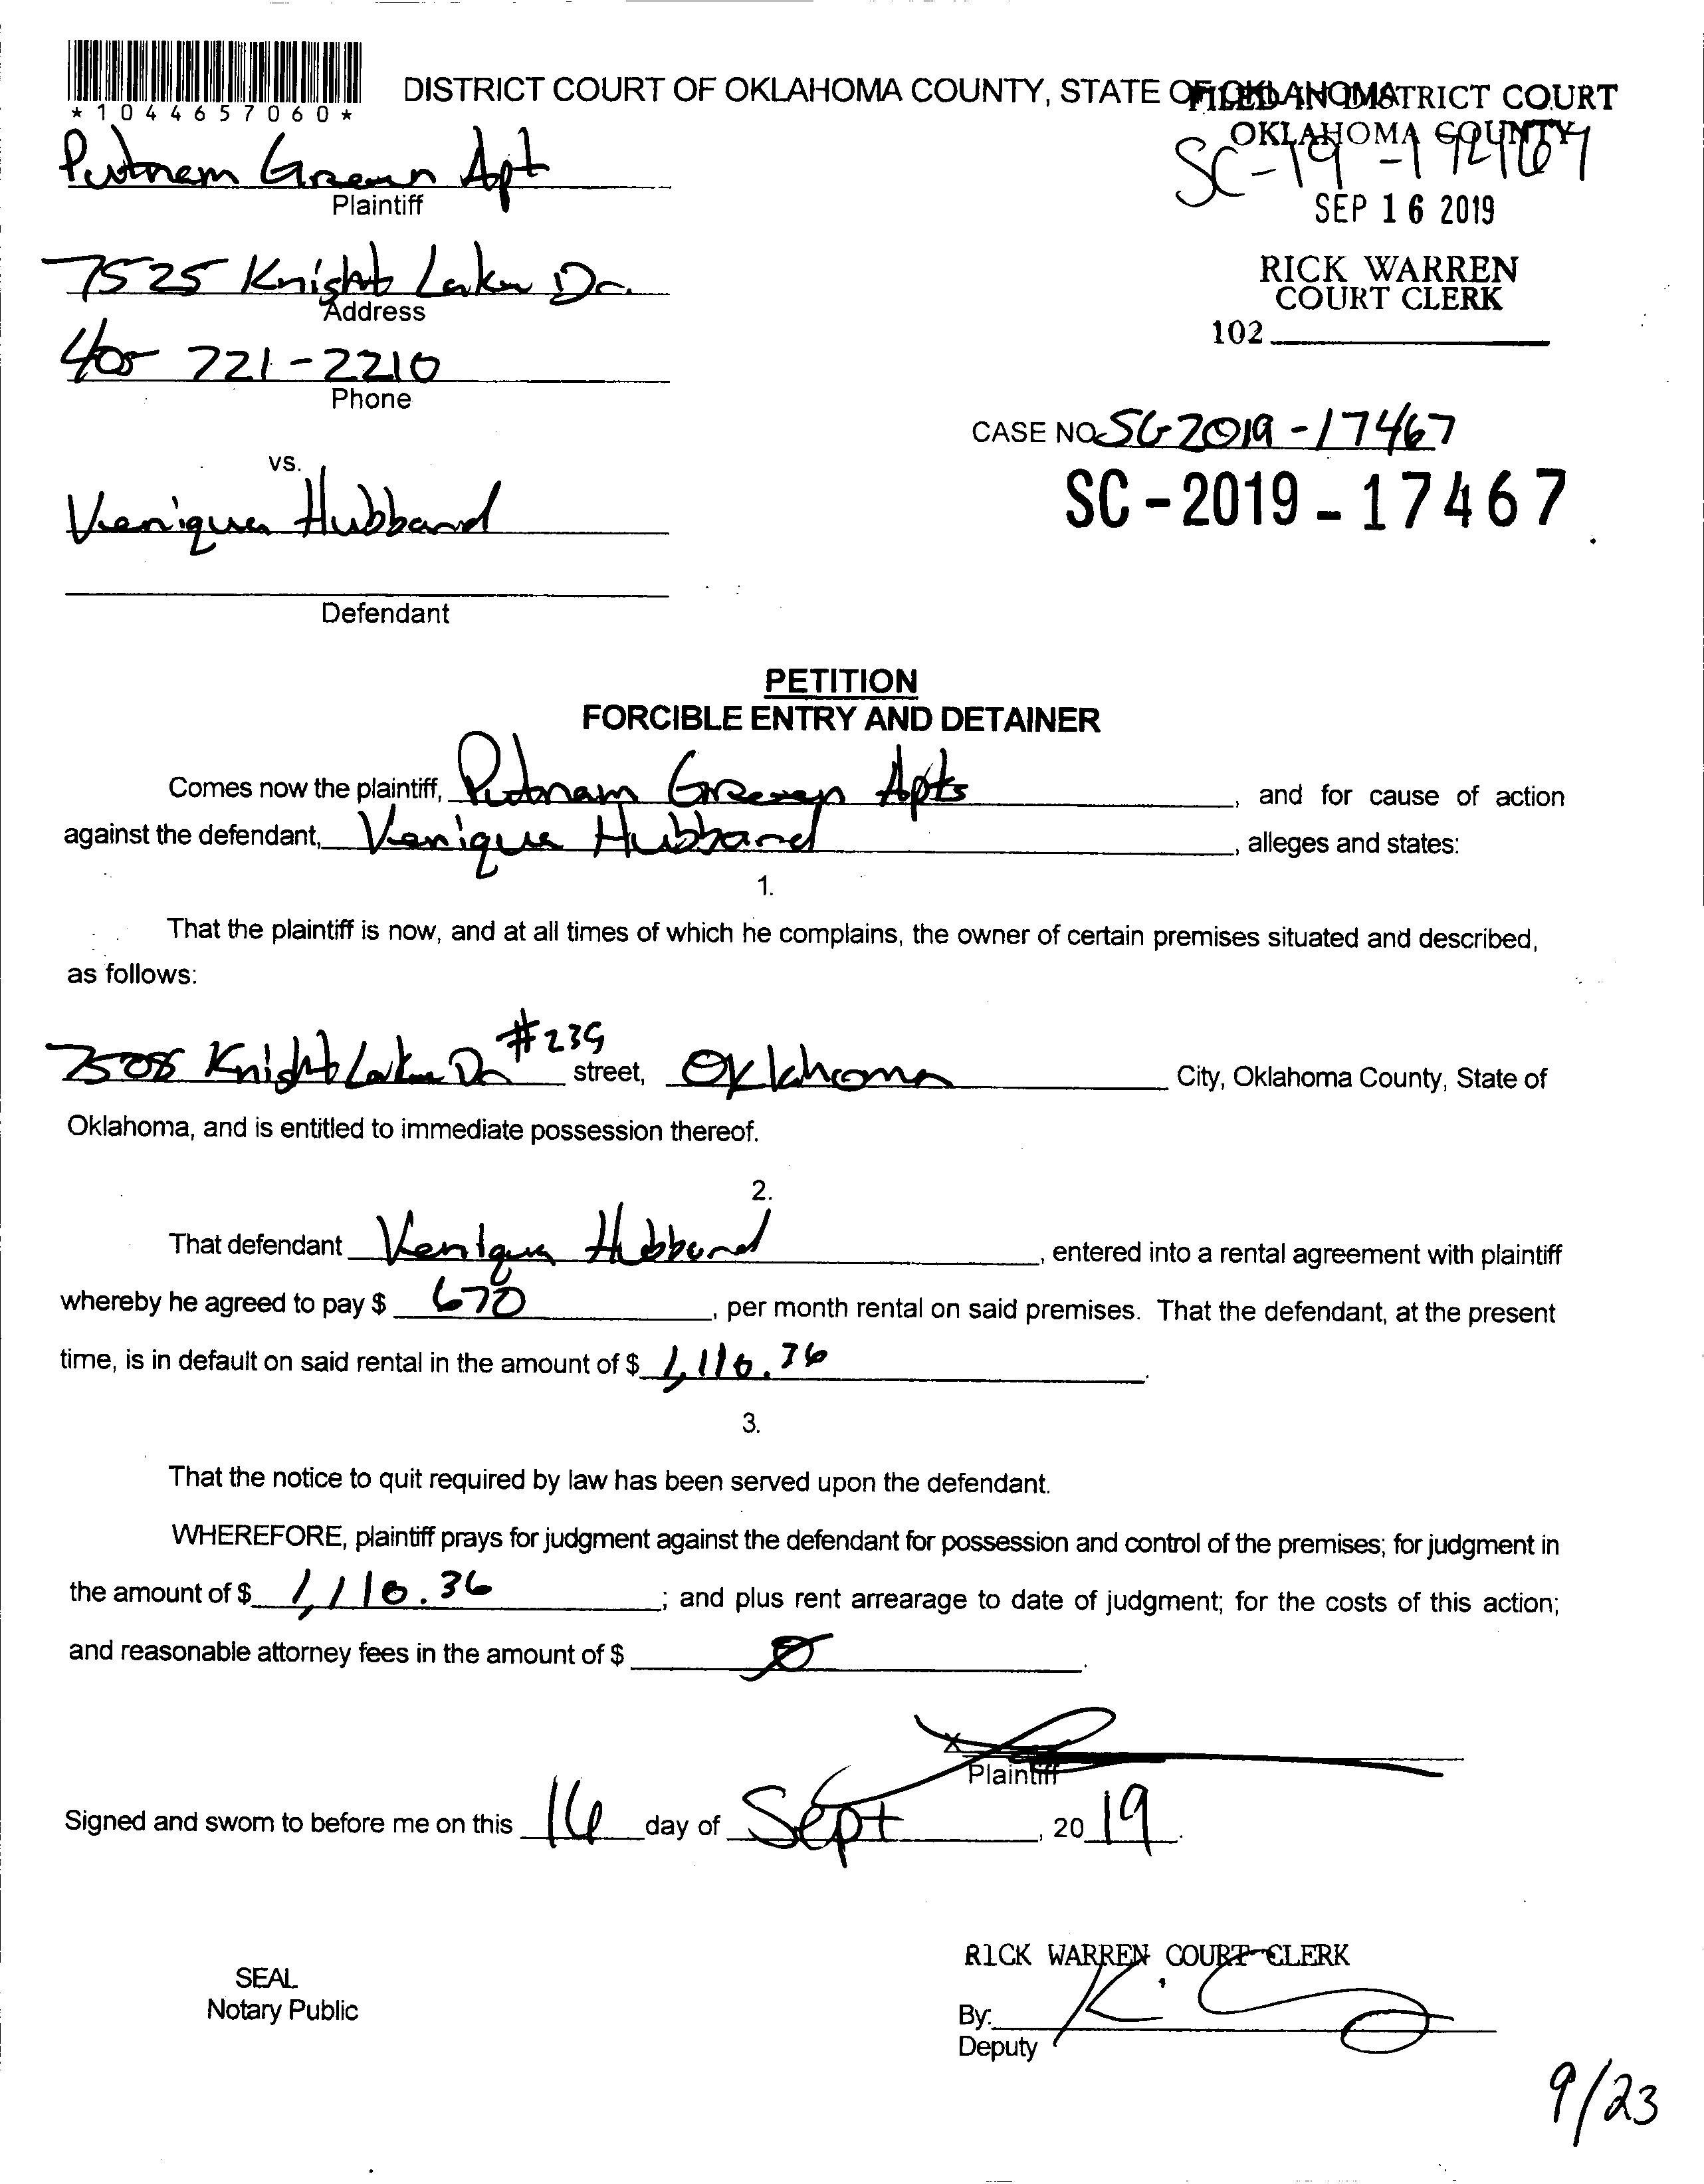 *1044657060*
DISTRICT COURT OF OKLAHOMA COUNTY, STATE OF OKLAHOMA
FILED IN DISTRICT COURT
OKLAHOMA COUNTY
SC-19-17467
SEP 16 2019
RICK WARREN
COURT CLERK
102
Putnam Green Apt
Plaintiff
7525 Knight Lake Dr.
Address
405 721-2210
Phone
CASE NO. SC-2019-17467
SC-2019-17467
vs.
Venique Hubbard
Defendant
PETITION
FORCIBLE ENTRY AND DETAINER
Comes now the plaintiff, Putnam Green Apts, and for cause of action
against the defendant, Venique Hubbard, alleges and states:
1.
That the plaintiff is now, and at all times of which he complains, the owner of certain premises situated and described,
as follows:
7508 Knight Lake Dr #239 street, Oklahoma City, Oklahoma County, State of
Oklahoma, and is entitled to immediate possession thereof.
2.
That defendant Venique Hubbard, entered into a rental agreement with plaintiff
whereby he agreed to pay $ 670, per month rental on said premises. That the defendant, at the present
time, is in default on said rental in the amount of $ 1,110.36.
3.
That the notice to quit required by law has been served upon the defendant.
WHEREFORE, plaintiff prays for judgment against the defendant for possession and control of the premises; for judgment in
the amount of $ 1,110.36; and plus rent arrearage to date of judgment; for the costs of this action;
and reasonable attorney fees in the amount of $ 0.
X
Plaintiff
Signed and sworn to before me on this 16 day of Sept, 2019.
RICK WARREN COURT CLERK
SEAL
Notary Public
By:
Deputy
9/23